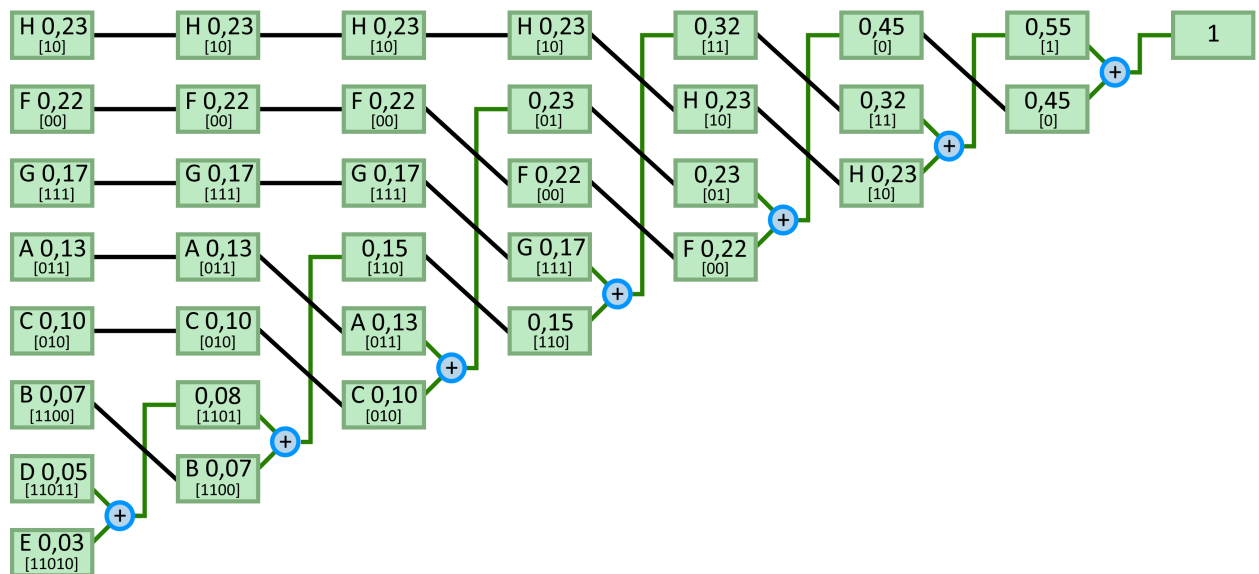 H 0,23 H 0,23 H 0,23 H 0,23 0,32 0,45 0,55 1
[10] [10] [10] [10] [11] [0] [1]
F 0,22 F 0,22 F 0,22 0,23 H 0,23 0,32 0,45
[00] [00] [00] [01] [10] [11] [0]
+
G 0,17 G 0,17 G 0,17 F 0,22 0,23 H 0,23
[111] [111] [111] [00] [01] [10]
+
A 0,13 A 0,13 0,15 G 0,17 F 0,22
[011] [011] [110] [111] [00]
+
C 0,10 C 0,10 A 0,13 0,15
[010] [010] [011] [110]
+
B 0,07 0,08 C 0,10
[1100] [1101] [010]
+
D 0,05 B 0,07
[11011] [1100]
+
E 0,03
[11010]
+